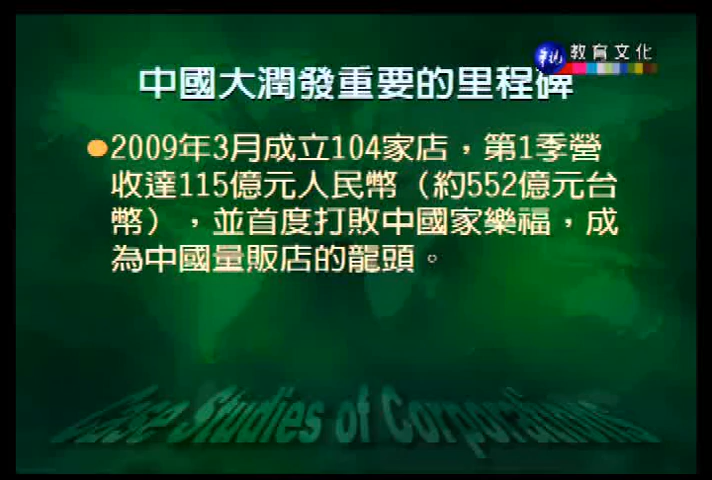 教育文化
中國大潤發重要的里程碑
2009年3月成立104家店，第1季營
收達115億元人民幣（約552億元台
幣），並首度打敗中國家樂福，成
為中國量販店的龍頭。
Case Studies of Corporations